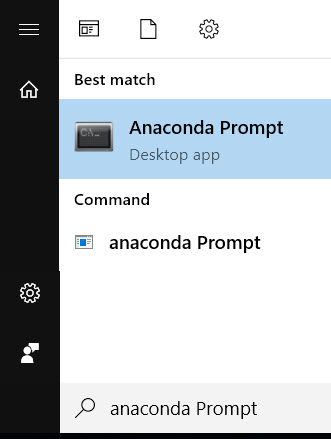 Best match
Anaconda Prompt
Desktop app
Command
anaconda Prompt
anaconda Prompt